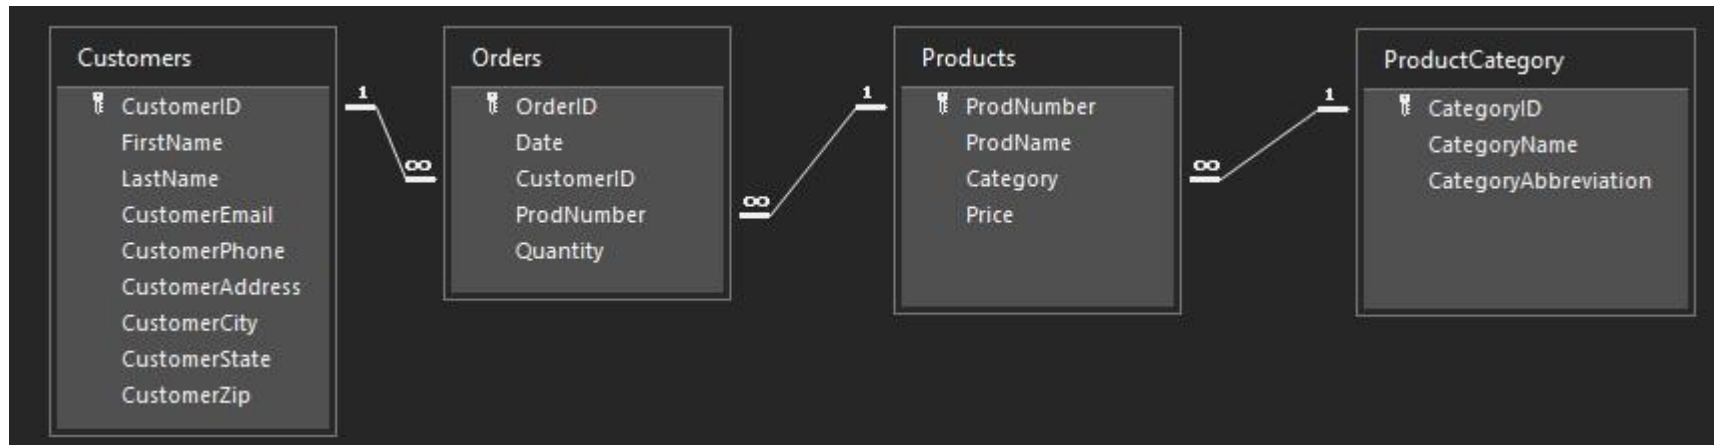 Customers
CustomerID
FirstName
LastName
CustomerEmail
CustomerPhone
CustomerAddress
CustomerCity
CustomerState
CustomerZip
1
∞
Orders
OrderID
Date
CustomerID
ProdNumber
Quantity
1
∞
Products
ProdNumber
ProdName
Category
Price
1
∞
ProductCategory
CategoryID
CategoryName
CategoryAbbreviation